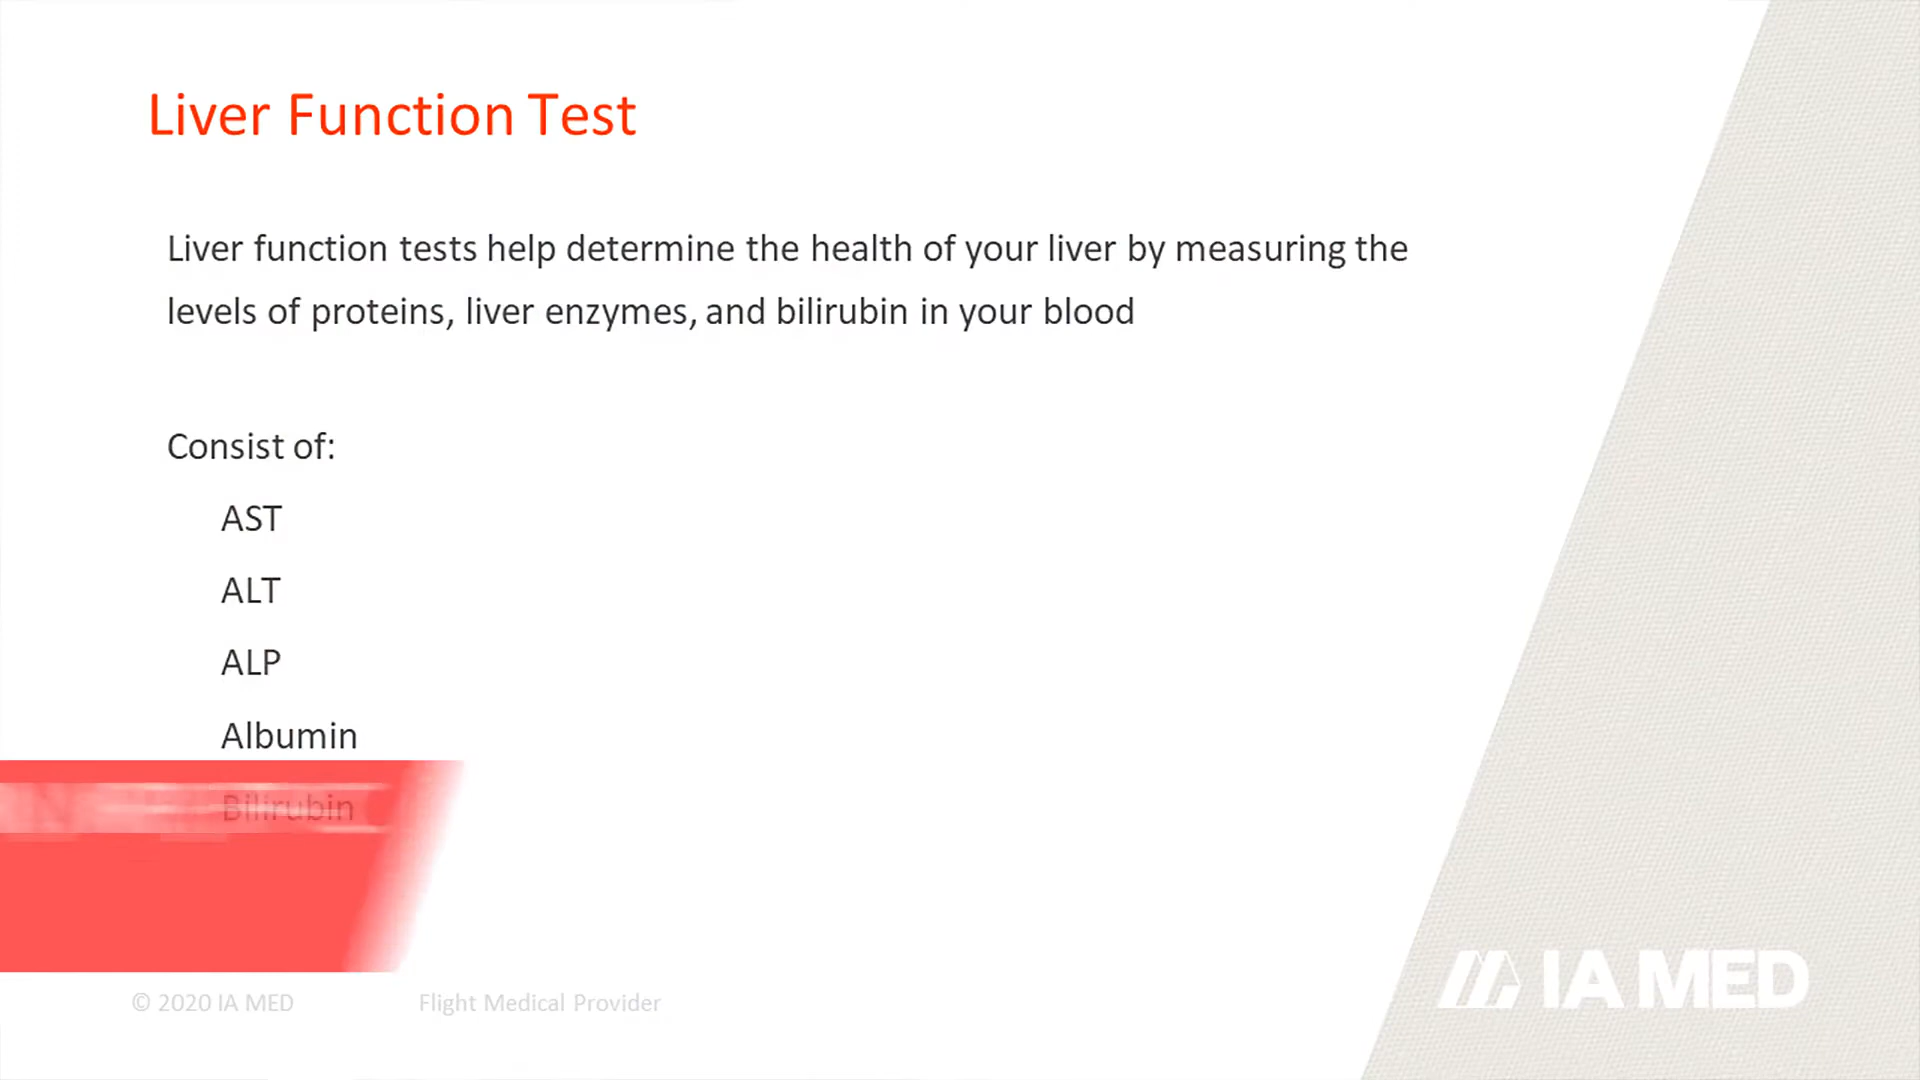 Liver Function Test
Liver function tests help determine the health of your liver by measuring the
levels of proteins, liver enzymes, and bilirubin in your blood
Consist of:
AST
ALT
ALP
Albumin
Bilirubin
© 2020 IA MED
Flight Medical Provider
IA MED